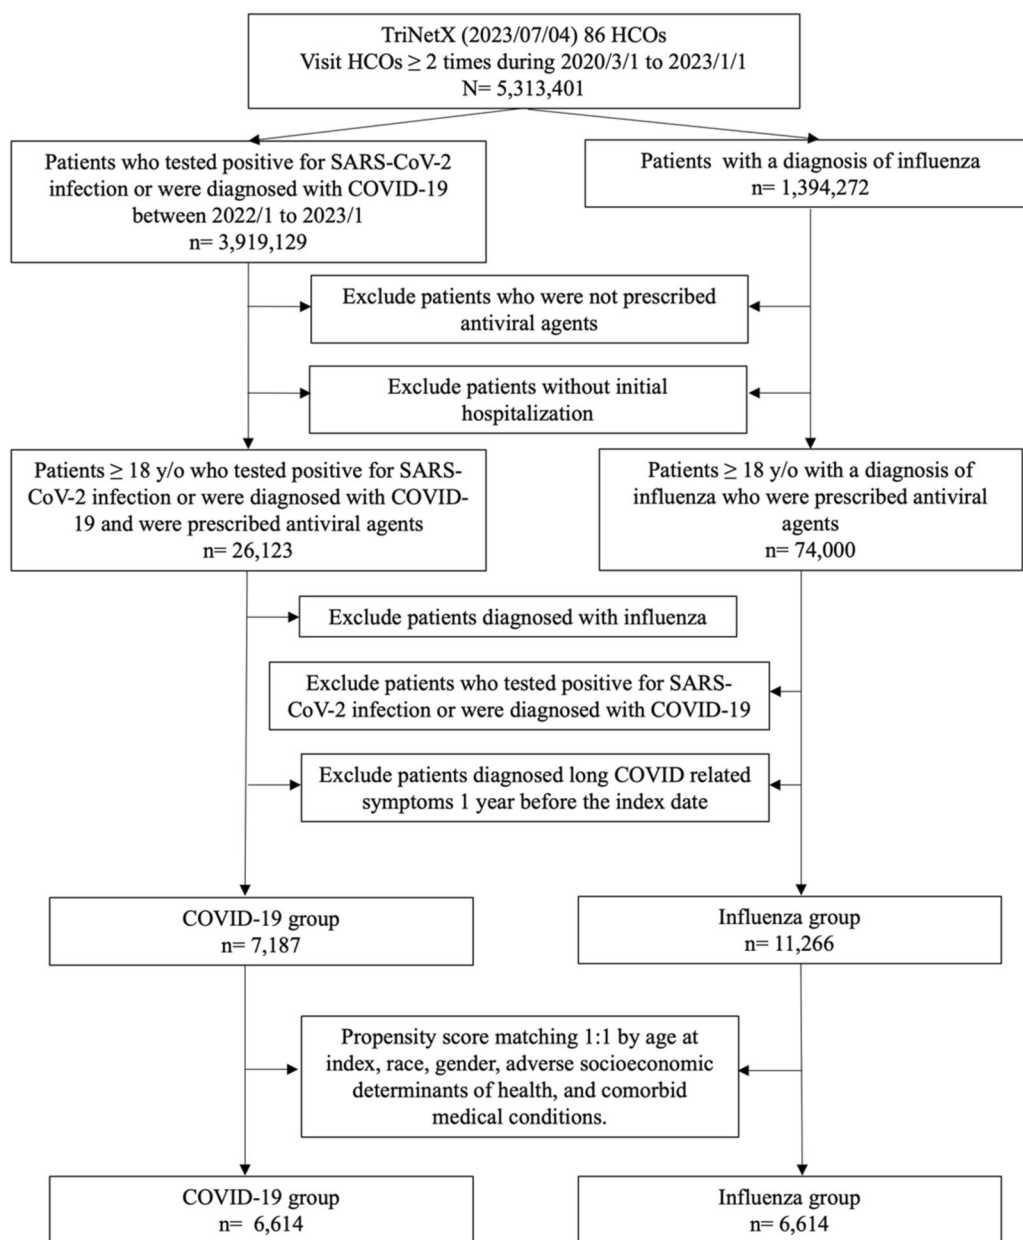 TriNetX (2023/07/04) 86 HCOs
Visit HCOs ≥ 2 times during 2020/3/1 to 2023/1/1
N= 5,313,401
Patients who tested positive for SARS-CoV-2
infection or were diagnosed with COVID-19
between 2022/1 to 2023/1
n= 3,919,129
Patients with a diagnosis of influenza
n= 1,394,272
Exclude patients who were not prescribed
antiviral agents
Exclude patients without initial
hospitalization
Patients ≥ 18 y/o who tested positive for SARS-
CoV-2 infection or were diagnosed with COVID-
19 and were prescribed antiviral agents
n= 26,123
Patients ≥ 18 y/o with a diagnosis of
influenza who were prescribed antiviral
agents
n= 74,000
Exclude patients diagnosed with influenza
Exclude patients who tested positive for SARS-
CoV-2 infection or were diagnosed with COVID-19
Exclude patients diagnosed long COVID related
symptoms 1 year before the index date
COVID-19 group
n= 7,187
Influenza group
n= 11,266
Propensity score matching 1:1 by age at
index, race, gender, adverse socioeconomic
determinants of health, and comorbid
medical conditions.
COVID-19 group
n= 6,614
Influenza group
n= 6,614